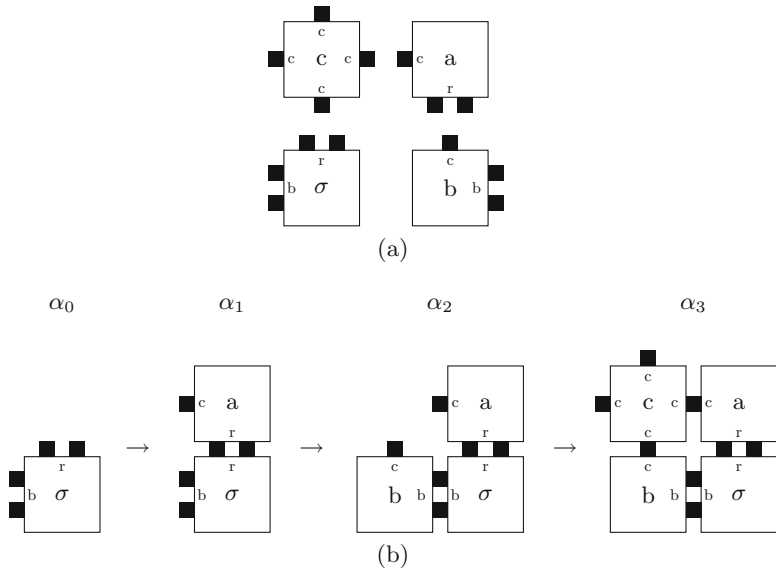 c
c c c a
c
c r
r c
b σ b b
(a)
α₀ α₁ α₂ α₃
c
c a c a c c c c a
r r c r
r r c r c r
b σ → b σ → b b b σ → b b b σ
(b)